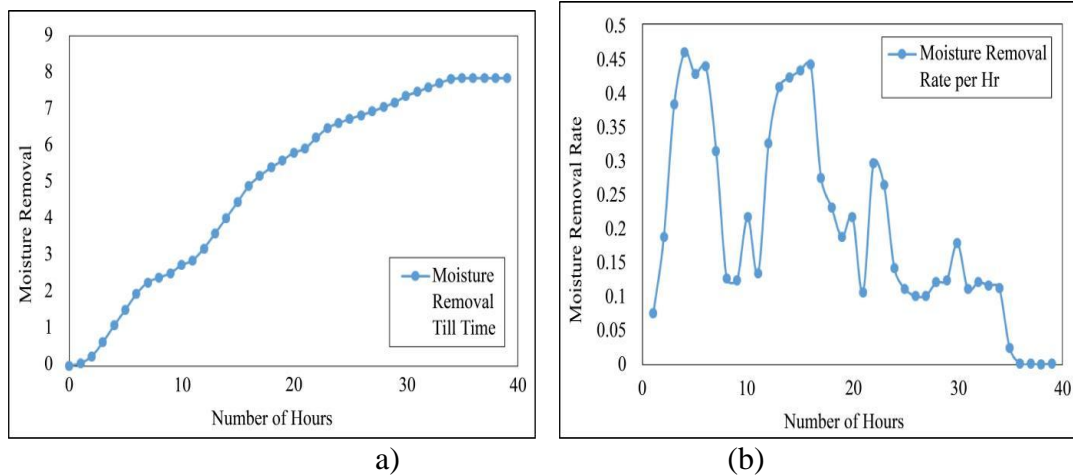 9
8
7
6
5
4
3
2
1
0
Moisture Removal
Moisture
Removal
Till Time
0 10 20 30 40
Number of Hours
a)
0.5
0.45
0.4
0.35
0.3
0.25
0.2
0.15
0.1
0.05
0
Moisture Removal Rate
Moisture Removal
Rate per Hr
0 10 20 30 40
Number of Hours
(b)